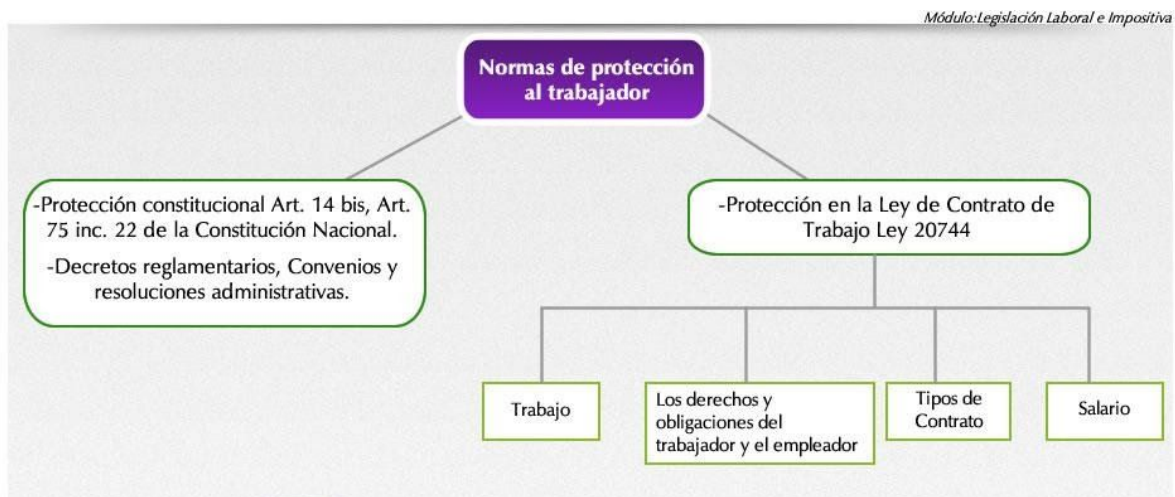 Módulo:Legislación Laboral e Impositiva
Normas de protección
al trabajador
-Protección constitucional Art. 14 bis, Art.
75 inc. 22 de la Constitución Nacional.
-Decretos reglamentarios, Convenios y
resoluciones administrativas.
-Protección en la Ley de Contrato de
Trabajo Ley 20744
Trabajo
Los derechos y
obligaciones del
trabajador y el empleador
Tipos de
Contrato
Salario